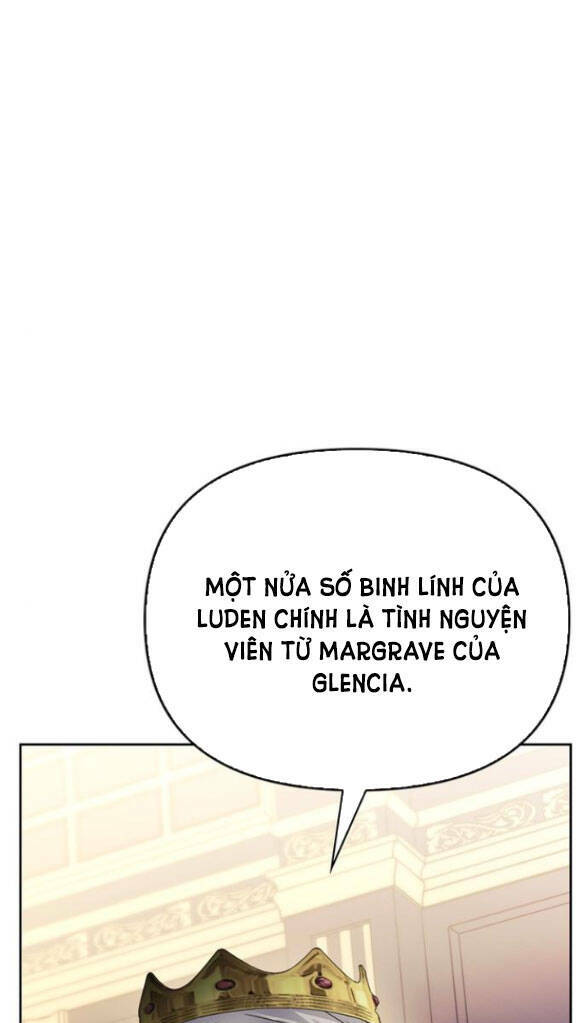 MỘT NỬA SỐ BINH LÍNH CỦA
LUDEN CHÍNH LÀ TÌNH NGUYỆN
VIÊN TỪ MARGRAVE CỦA
GLENCIA.